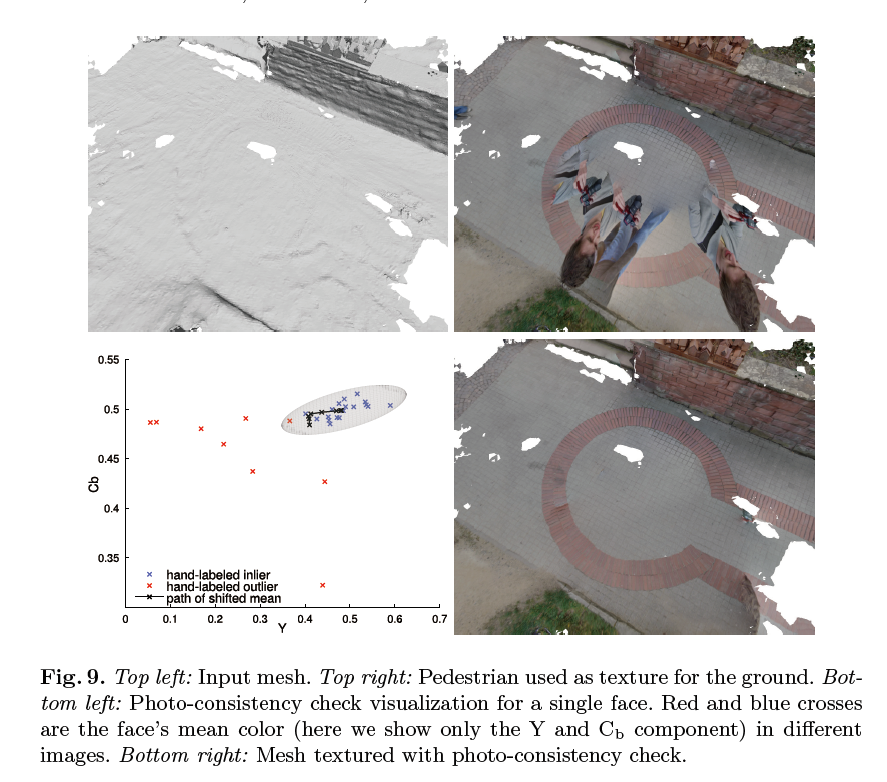 0.55
0.5
0.45
0.4
0.35
Cb
hand-labeled inlier
hand-labeled outlier
path of shifted mean
0 0.1 0.2 0.3 0.4 0.5 0.6 0.7
Y
Fig. 9. Top left: Input mesh. Top right: Pedestrian used as texture for the ground. Bot-
tom left: Photo-consistency check visualization for a single face. Red and blue crosses
are the face's mean color (here we show only the Y and Cb component) in different
images. Bottom right: Mesh textured with photo-consistency check.